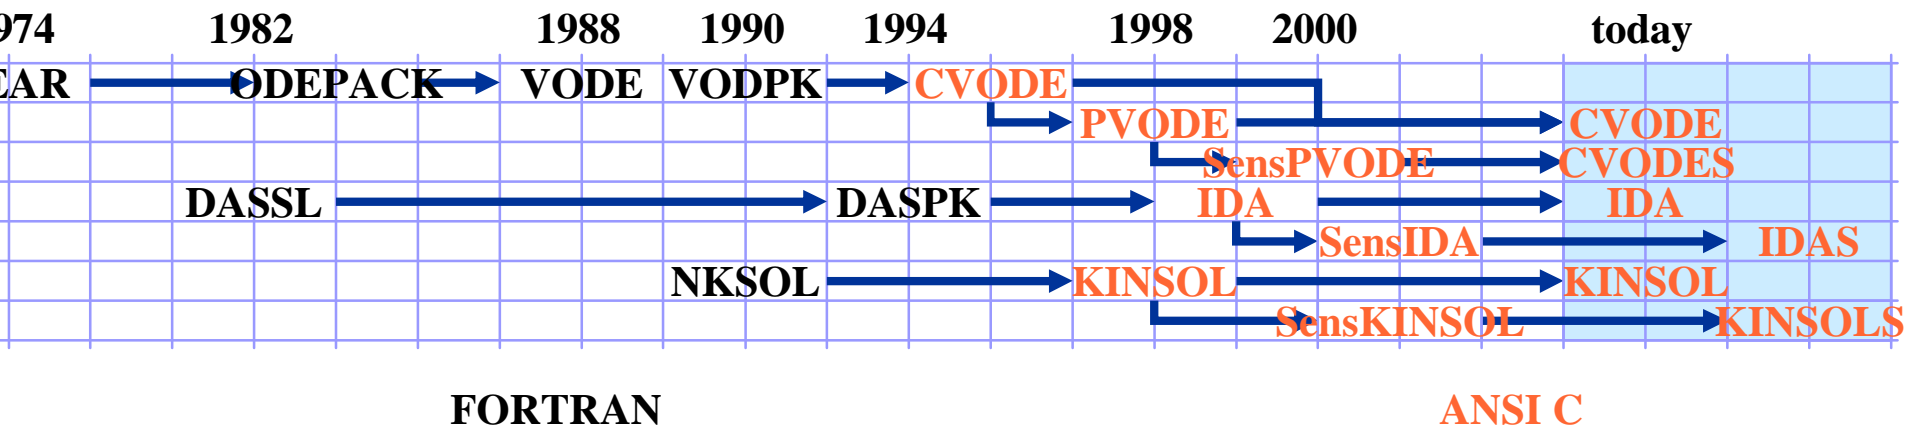 974 1982 1988 1990 1994 1998 2000 today
EAR ODEPACK VODE VODPK CVODE
PVODE CVODE
SensPVODE CVODES
DASSL DASPK IDA IDA
SensIDA IDAS
NKSOL KINSOL KINSOL
SensKINSOL KINSOLS
FORTRAN ANSI C